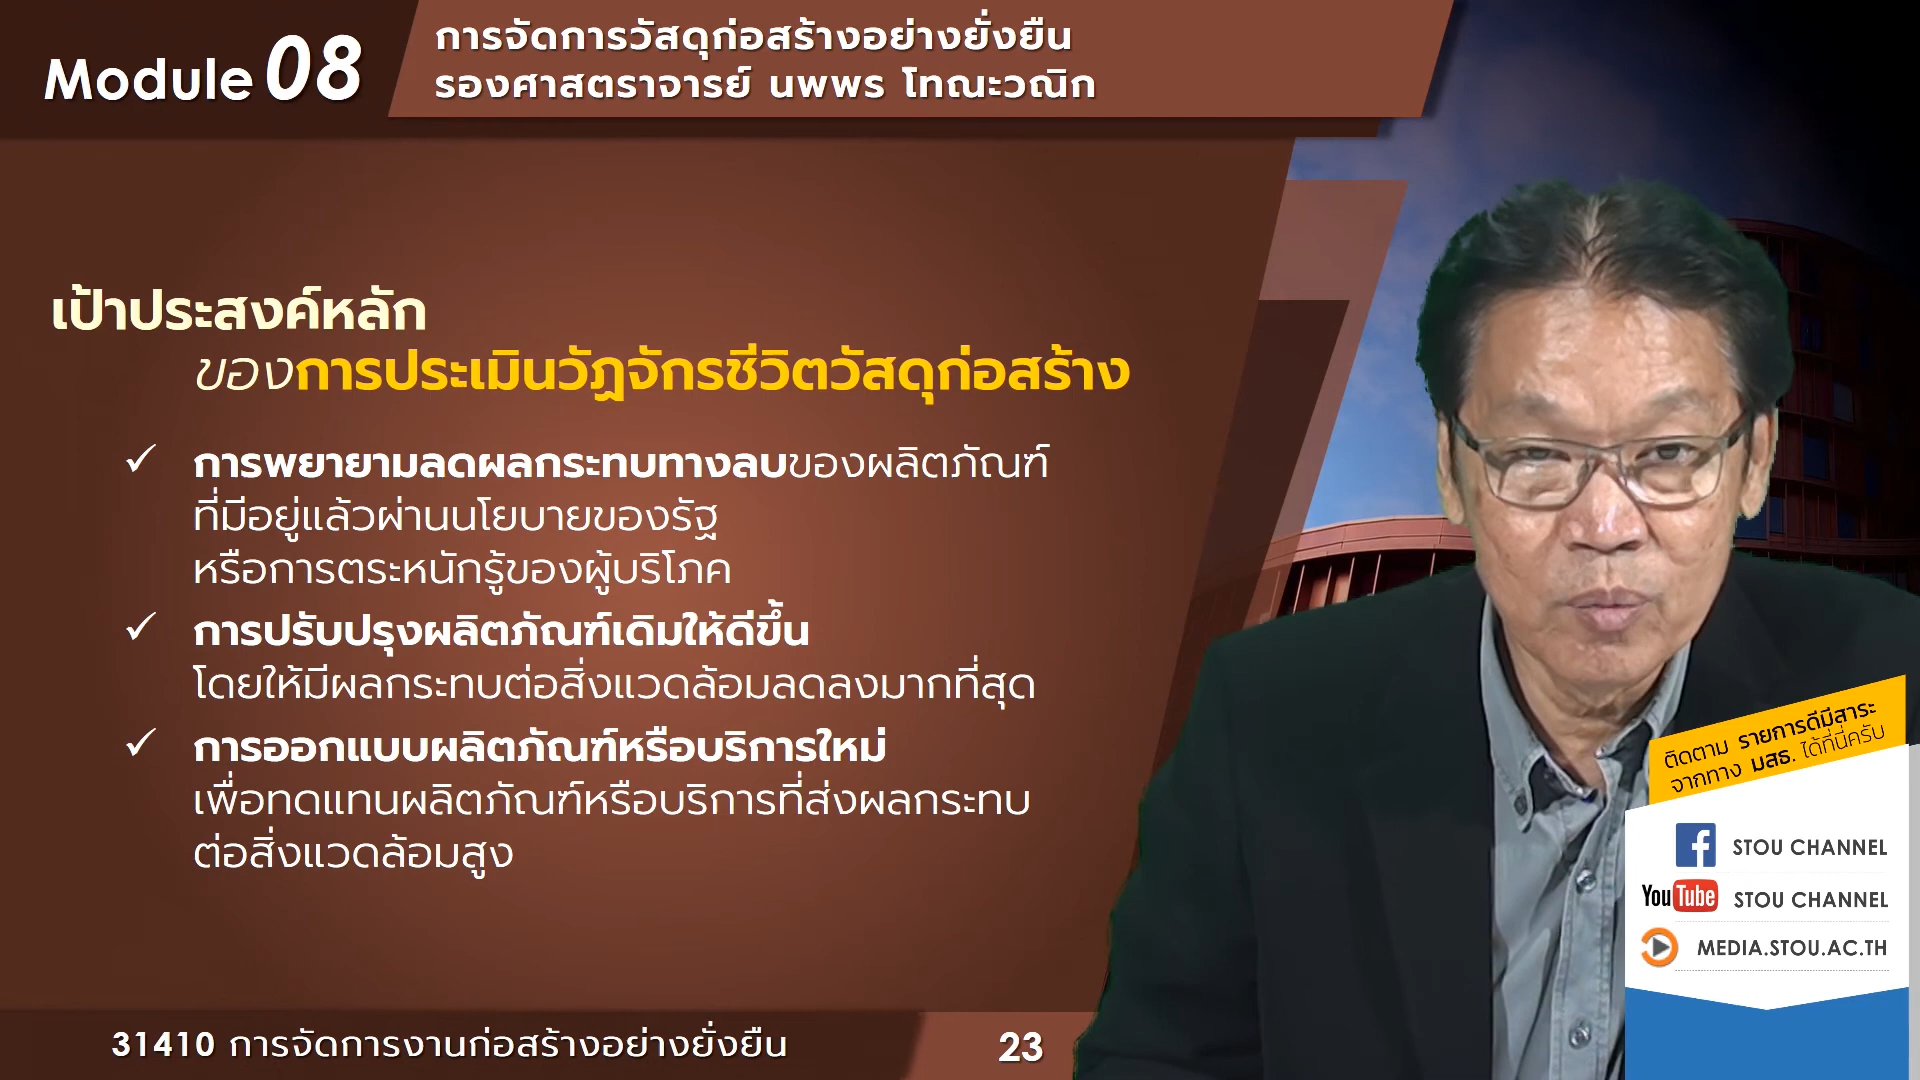 Module 08
การจัดการวัสดุก่อสร้างอย่างยั่งยืน
รองศาสตราจารย์ นพพร โทณะวณิก
เป้าประสงค์หลัก
ของการประเมินวัฏจักรชีวิตวัสดุก่อสร้าง
✓ การพยายามลดผลกระทบทางลบของผลิตภัณฑ์
ที่มีอยู่แล้วผ่านนโยบายของรัฐ
หรือการตระหนักรู้ของผู้บริโภค
✓ การปรับปรุงผลิตภัณฑ์เดิมให้ดีขึ้น
โดยให้มีผลกระทบต่อสิ่งแวดล้อมลดลงมากที่สุด
✓ การออกแบบผลิตภัณฑ์หรือบริการใหม่
เพื่อทดแทนผลิตภัณฑ์หรือบริการที่ส่งผลกระทบ
ต่อสิ่งแวดล้อมสูง
ติดตาม รายการดีมีสาระ
จากทาง มสธ. ได้ที่นี่ครับ
f STOU CHANNEL
YouTube STOU CHANNEL
MEDIA.STOU.AC.TH
31410 การจัดการงานก่อสร้างอย่างยั่งยืน
23